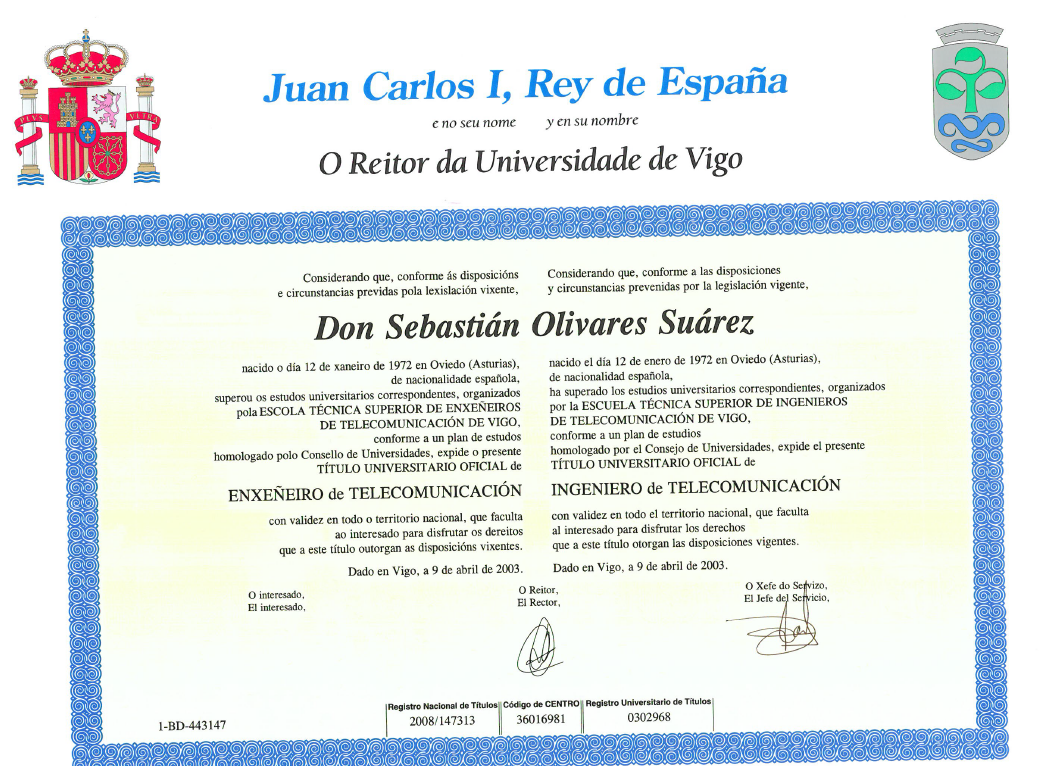 Juan Carlos I, Rey de España
e no seu nome y en su nombre
O Reitor da Universidade de Vigo
PLVS VLTRA
Considerando que, conforme ás disposicións
e circunstancias previdas pola lexislación vixente,
Considerando que, conforme a las disposiciones
y circunstancias prevenidas por la legislación vigente,
Don Sebastián Olivares Suárez
nacido o día 12 de xaneiro de 1972 en Oviedo (Asturias),
de nacionalidade española,
superou os estudos universitarios correspondentes, organizados
pola ESCOLA TÉCNICA SUPERIOR DE ENXEÑEIROS
DE TELECOMUNICACIÓN DE VIGO,
conforme a un plan de estudos
homologado polo Consello de Universidades, expide o presente
TÍTULO UNIVERSITARIO OFICIAL de
ENXEÑEIRO de TELECOMUNICACIÓN
con validez en todo o territorio nacional, que faculta
ao interesado para disfrutar os dereitos
que a este título outorgan as disposicións vixentes.
Dado en Vigo, a 9 de abril de 2003.
nacido el día 12 de enero de 1972 en Oviedo (Asturias),
de nacionalidad española,
ha superado los estudios universitarios correspondientes, organizados
por la ESCUELA TÉCNICA SUPERIOR DE INGENIEROS
DE TELECOMUNICACIÓN DE VIGO,
conforme a un plan de estudios
homologado por el Consejo de Universidades, expide el presente
TÍTULO UNIVERSITARIO OFICIAL de
INGENIERO de TELECOMUNICACIÓN
con validez en todo el territorio nacional, que faculta
al interesado para disfrutar los derechos
que a este título otorgan las disposiciones vigentes.
Dado en Vigo, a 9 de abril de 2003.
O interesado,
El interesado,
O Reitor,
El Rector,
O Xefe do Servizo,
El Jefe del Servicio,
1-BD-443147
Registro Nacional de Títulos
2008/147313
Código de CENTRO
36016981
Registro Universitario de Títulos
0302968